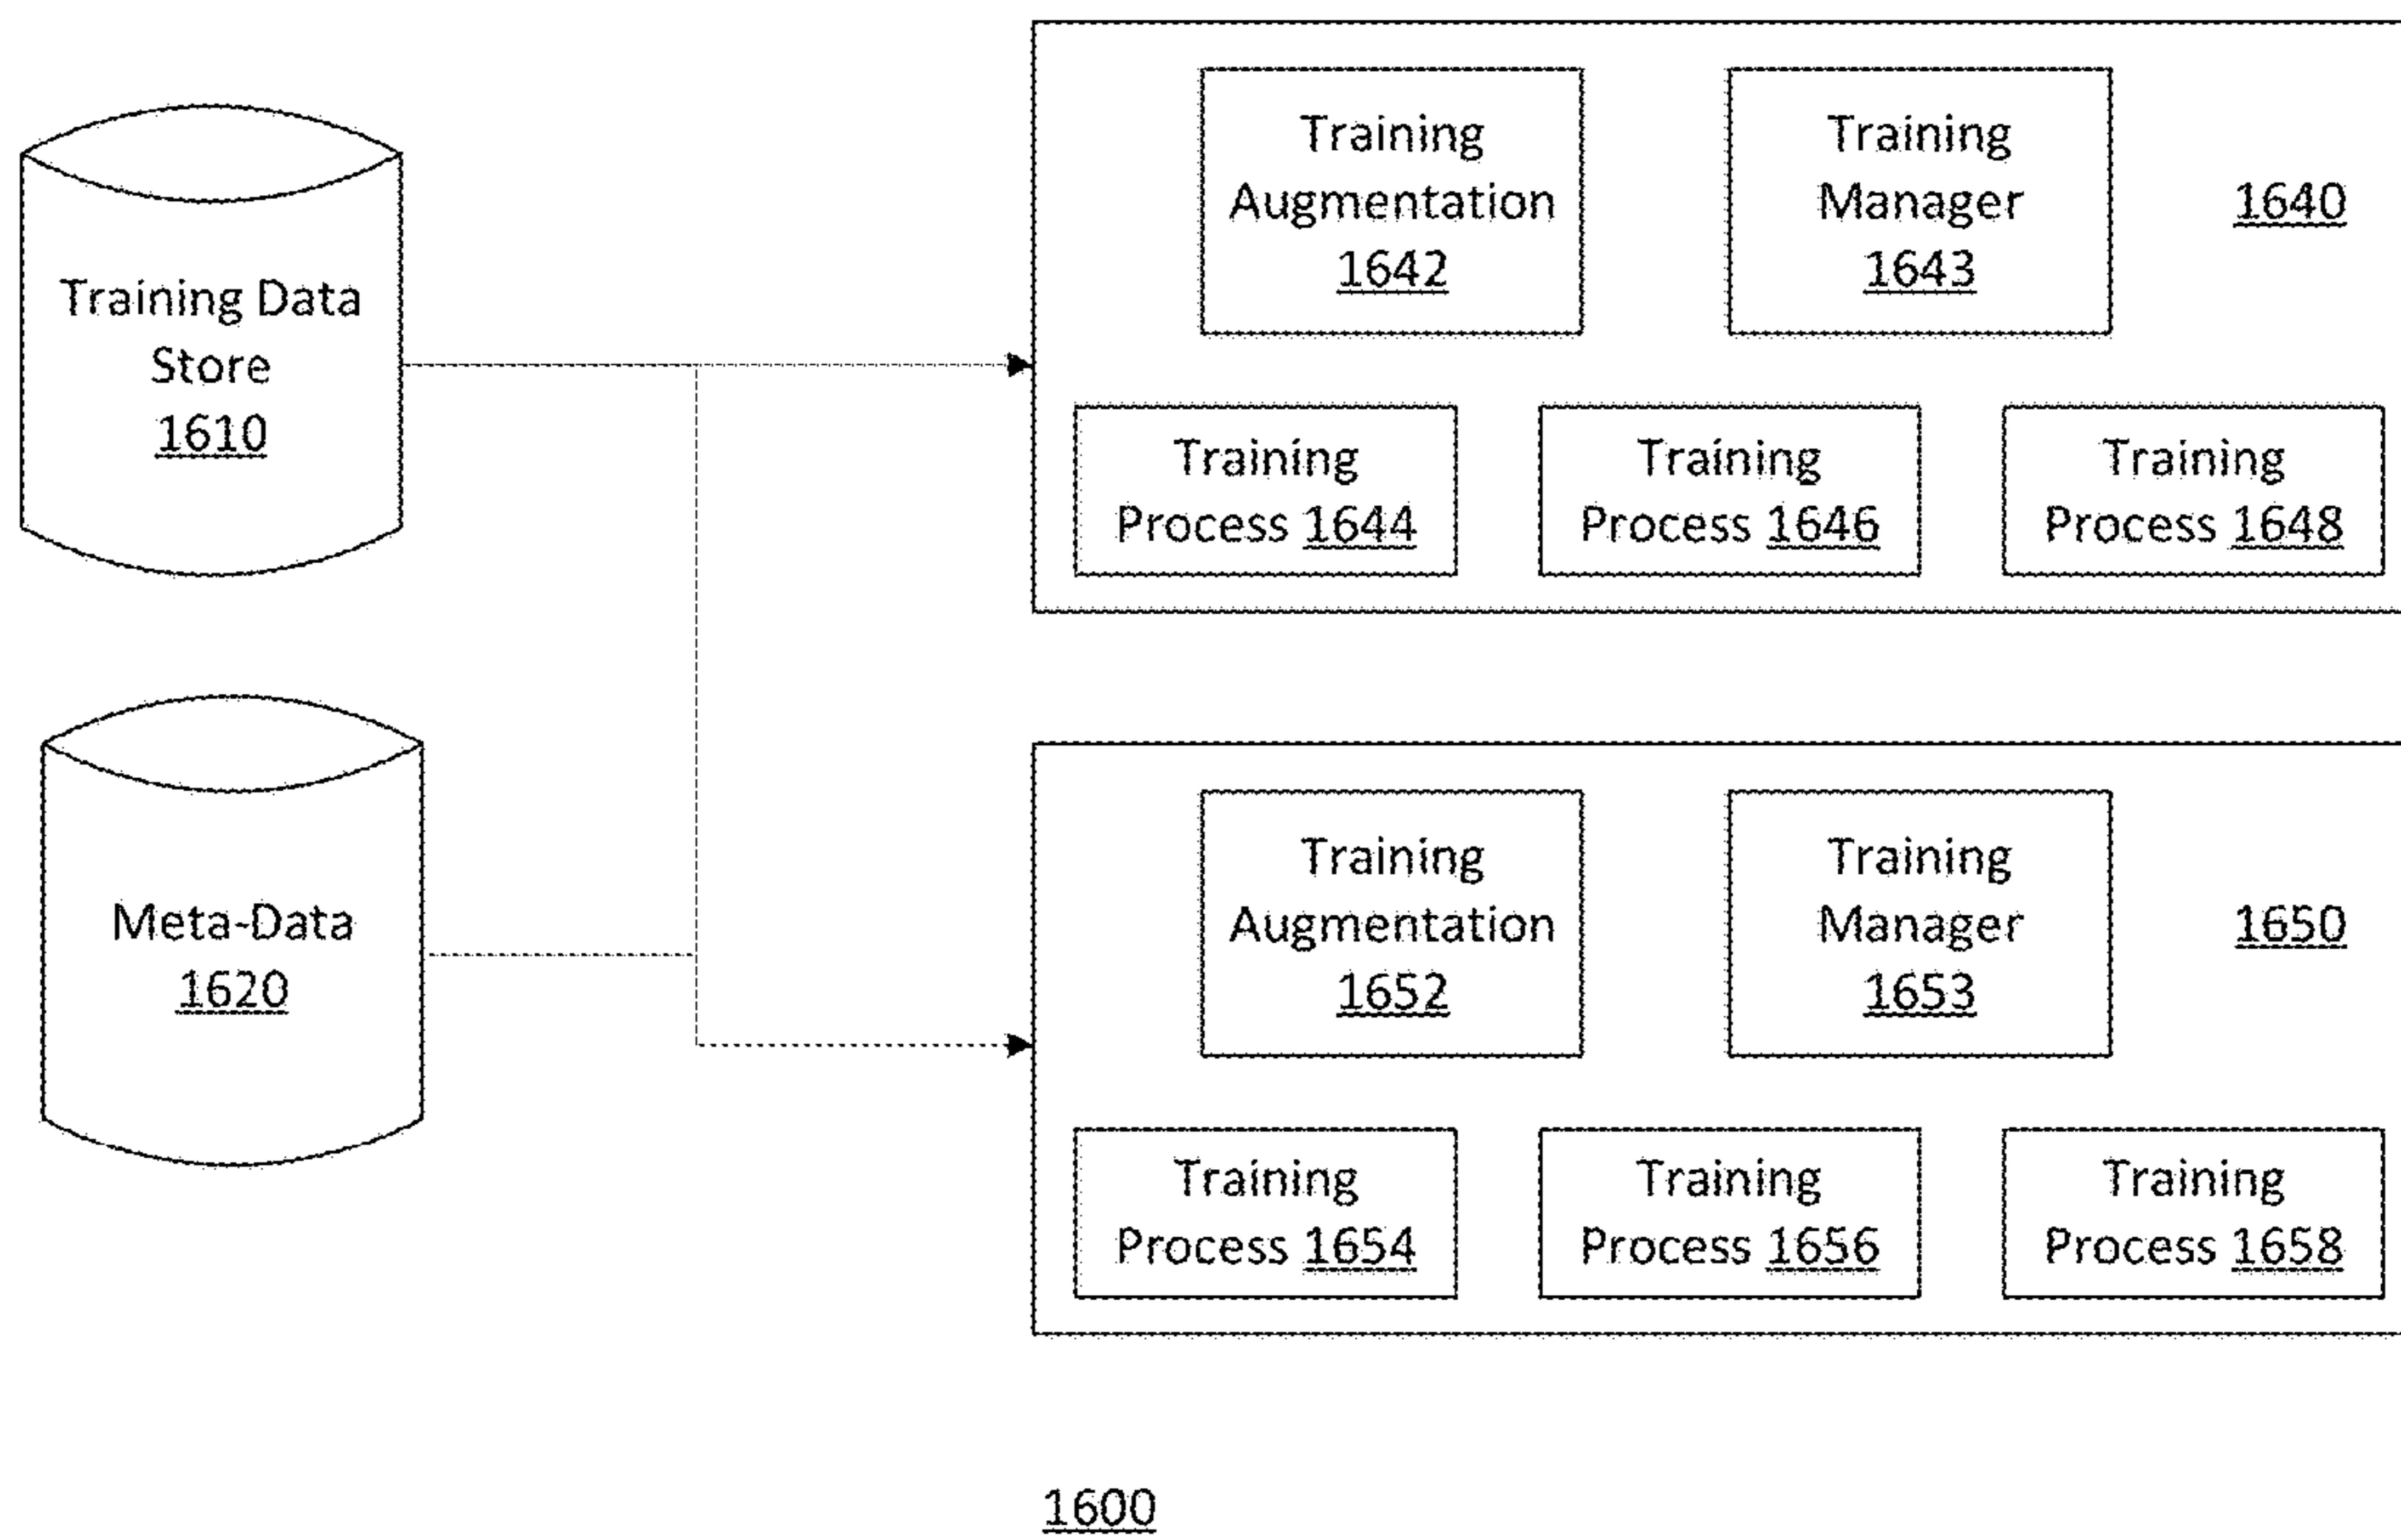 Training Data
Store
1610
Training
Augmentation
1642
Training
Manager
1643
1640
Training
Process 1644
Training
Process 1646
Training
Process 1648
Meta-Data
1620
Training
Augmentation
1652
Training
Manager
1653
1650
Training
Process 1654
Training
Process 1656
Training
Process 1658
1600